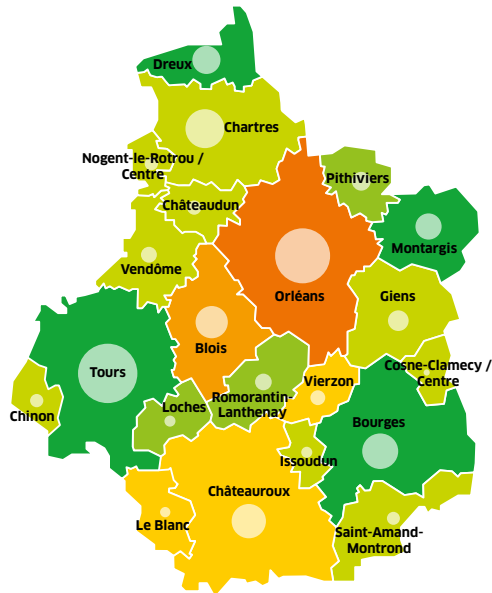 Dreux
Chartres
Nogent-le-Rotrou /
Centre
Pithiviers
Châteaudun
Montargis
Vendôme
Orléans
Giens
Blois
Tours
Cosne-Clamecy /
Centre
Vierzon
Romorantin-
Lanthenay
Loches
Chinon
Bourges
Issoudun
Châteauroux
Le Blanc
Saint-Amand-
Montrond